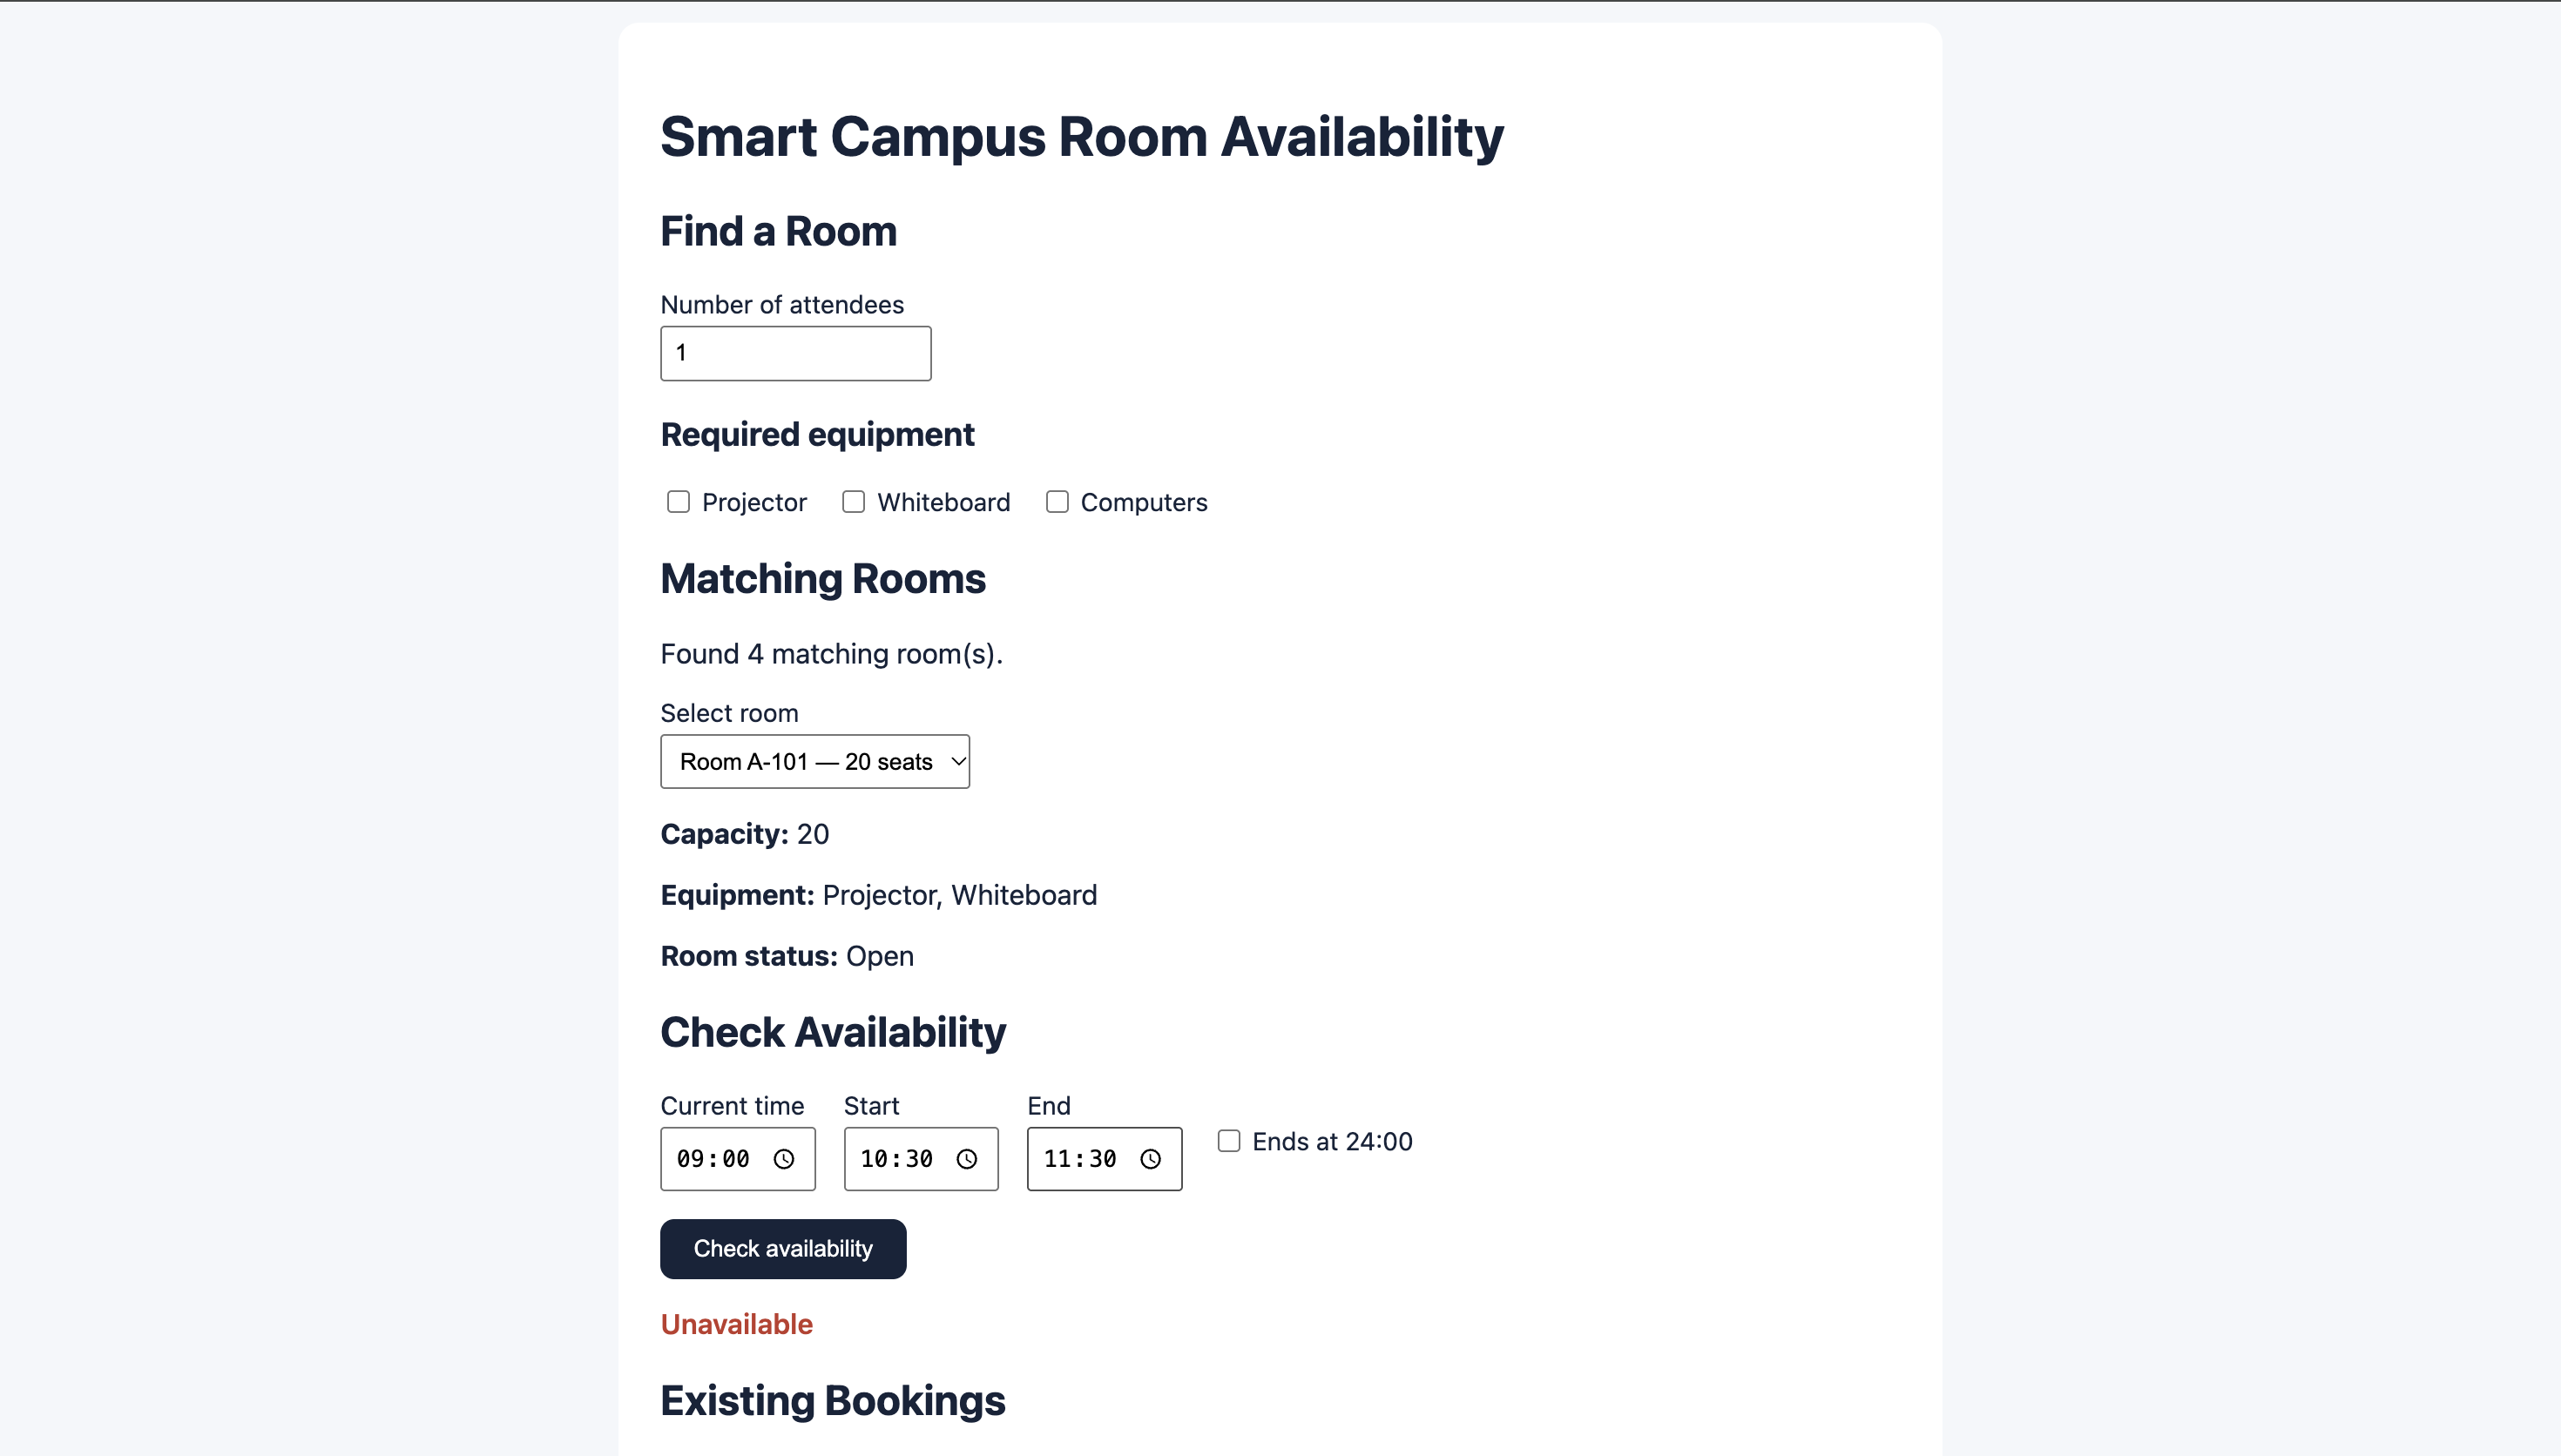 Smart Campus Room Availability
Find a Room
Number of attendees
1
Required equipment
Projector Whiteboard Computers
Matching Rooms
Found 4 matching room(s).
Select room
Room A-101 — 20 seats
Capacity: 20
Equipment: Projector, Whiteboard
Room status: Open
Check Availability
Current time Start End
09:00 10:30 11:30 Ends at 24:00
Check availability
Unavailable
Existing Bookings